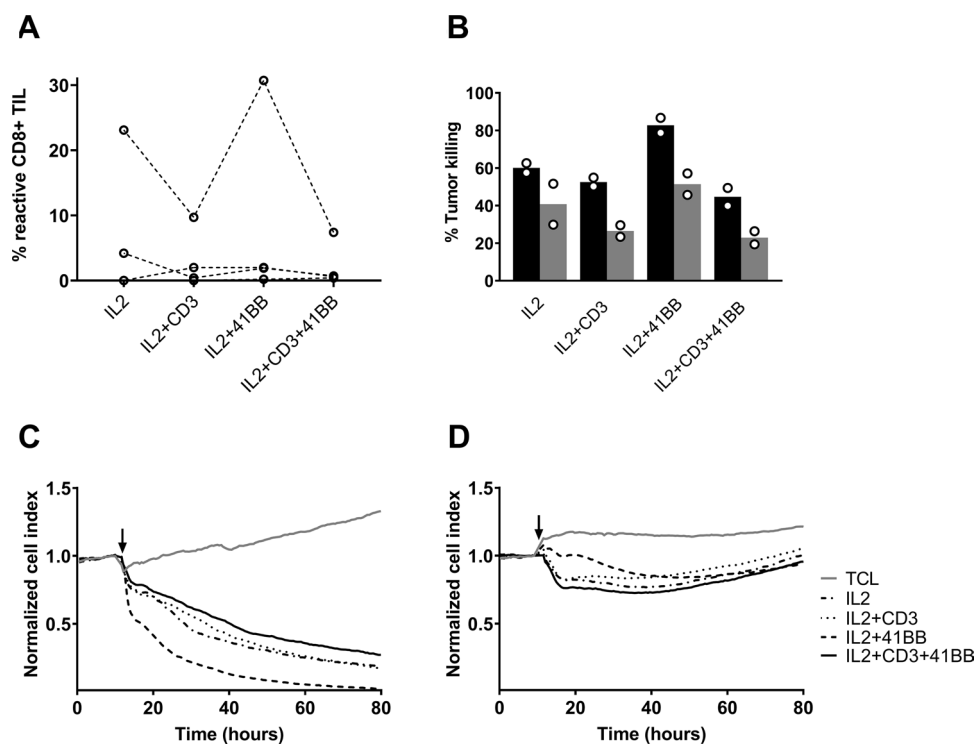 A
B
% reactive CD8+ TIL
30
20
10
0
IL2
IL2+CD3
IL2+41BB
IL2+CD3+41BB
% Tumor killing
100
80
60
40
20
0
IL2
IL2+CD3
IL2+41BB
IL2+CD3+41BB
C
D
Normalized cell index
1.5
1.0
0.5
0
20
40
60
80
Time (hours)
Normalized cell index
1.5
1.0
0.5
0
20
40
60
80
Time (hours)
TCL
IL2
IL2+CD3
IL2+41BB
IL2+CD3+41BB